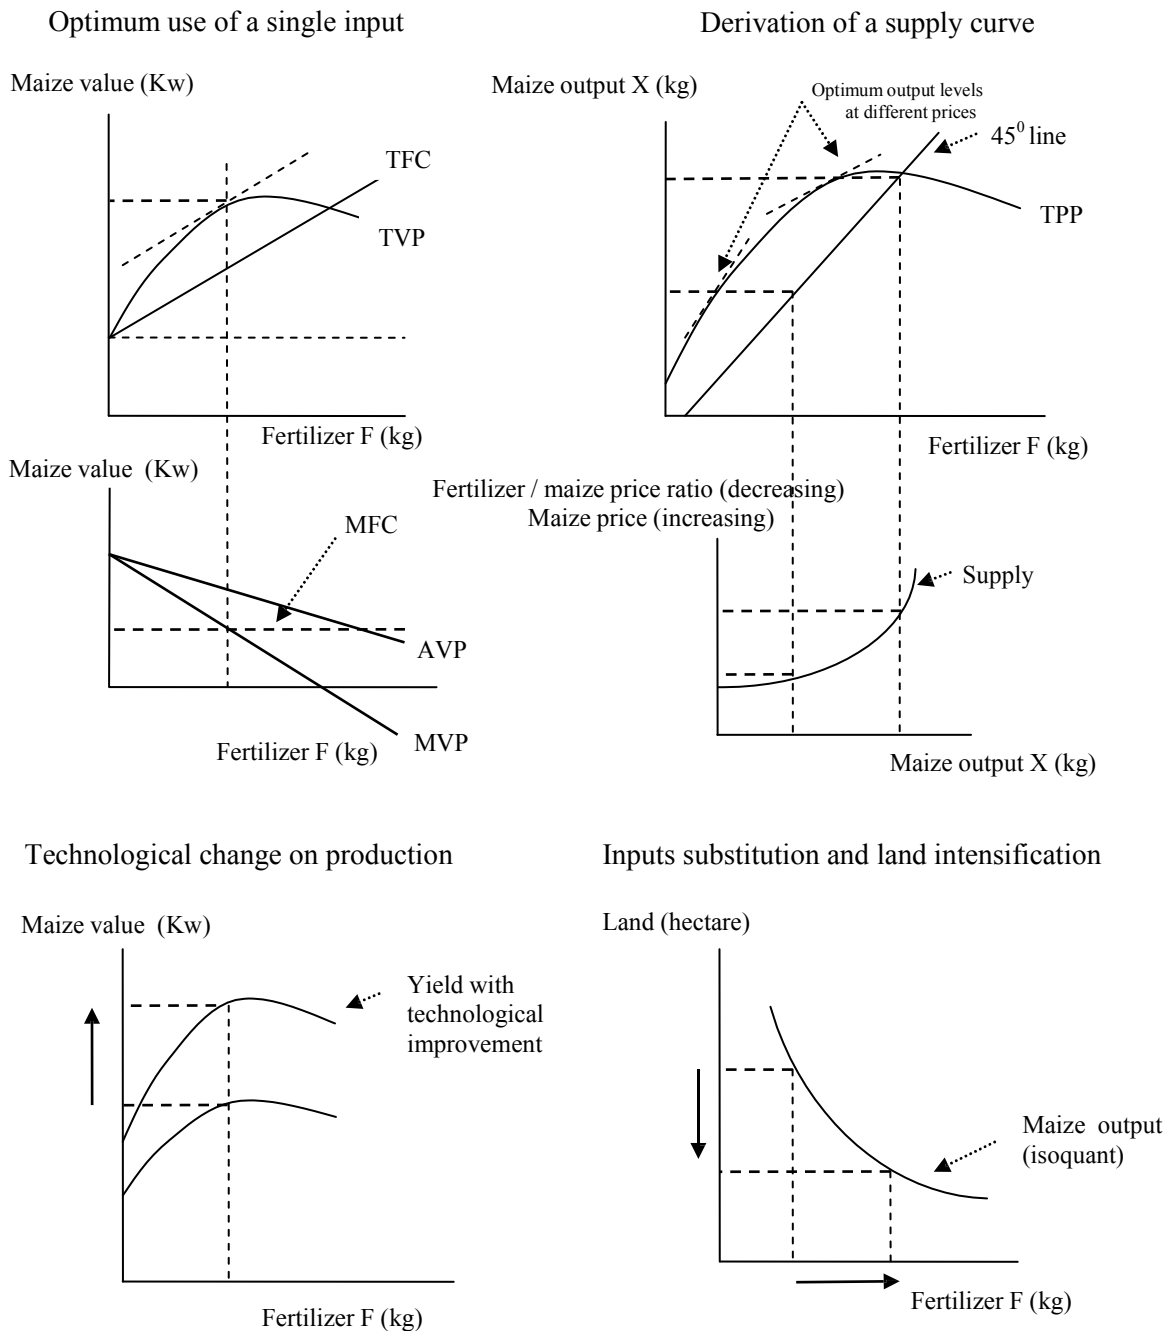 Optimum use of a single input
Maize value (Kw)
TFC
TVP
Fertilizer F (kg)
Maize value  (Kw)
MFC
AVP
MVP
Fertilizer F (kg)
Derivation of a supply curve
Maize output X (kg)
Optimum output levels
at different prices
45⁰ line
TPP
Fertilizer F (kg)
Fertilizer / maize price ratio (decreasing)
Maize price (increasing)
Supply
Maize output X (kg)
Technological change on production
Maize value  (Kw)
Yield with
technological
improvement
Fertilizer F (kg)
Inputs substitution and land intensification
Land (hectare)
Maize  output
(isoquant)
Fertilizer F (kg)